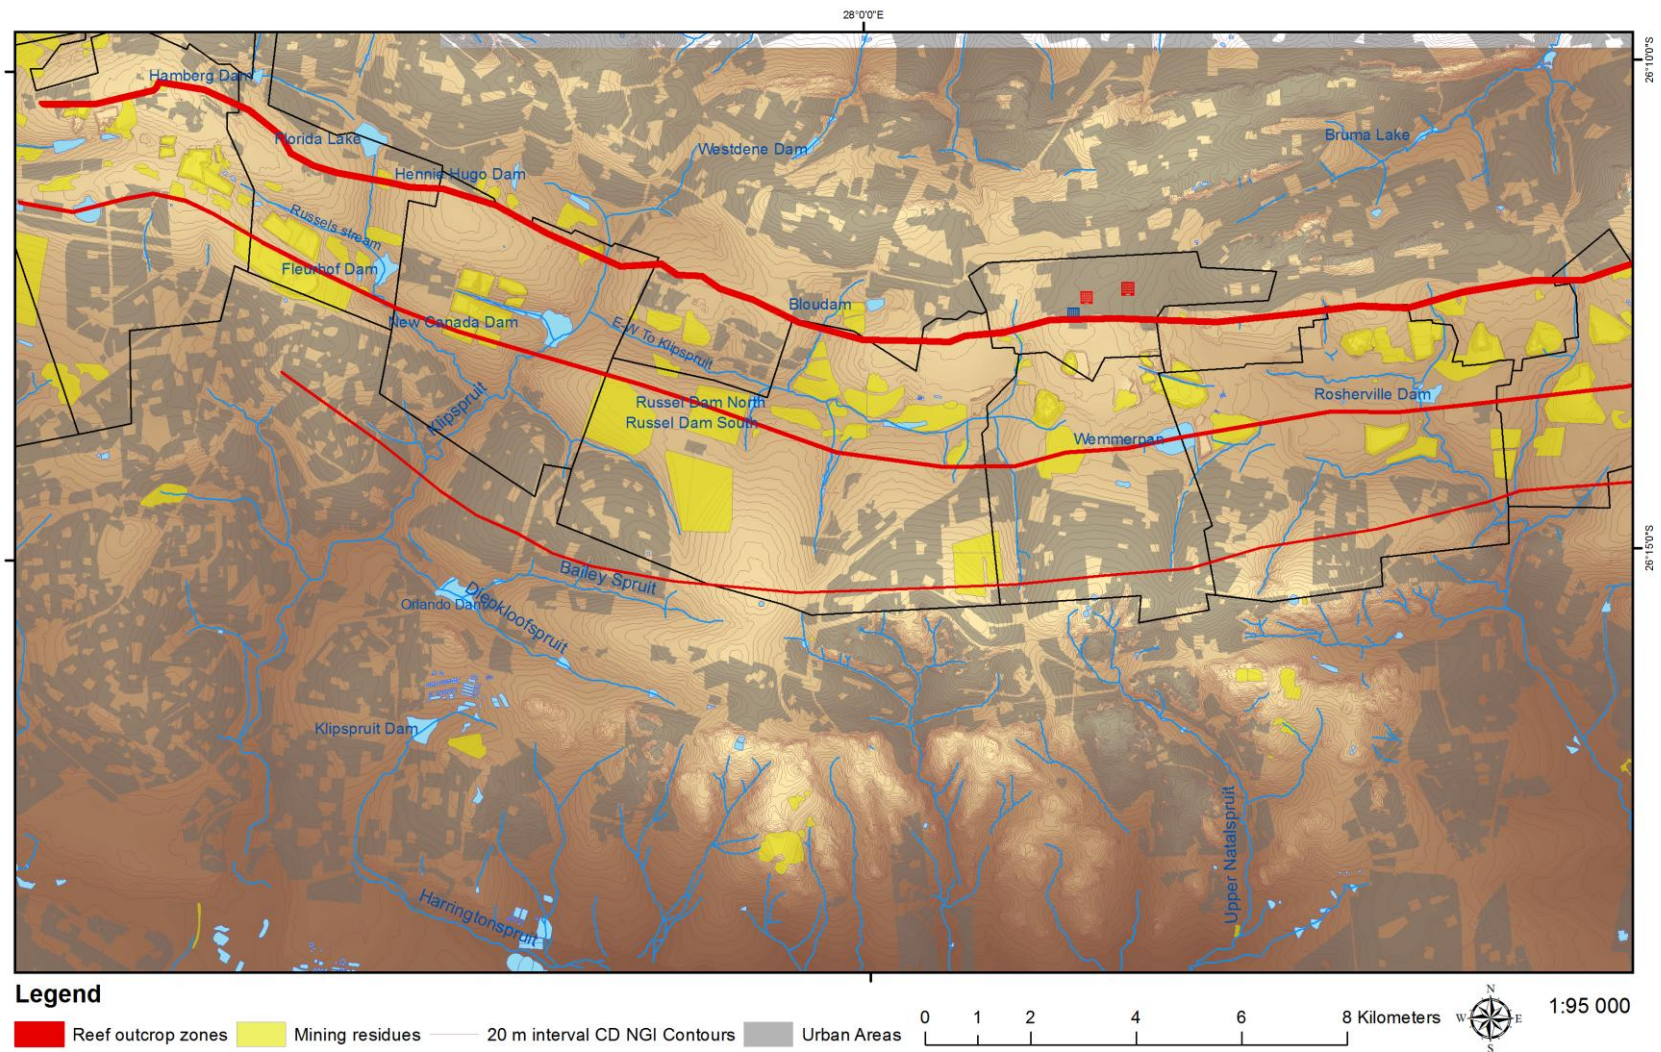 28°0'0"E
26°10'0"S
Hamberg Dam
Florida Lake
Westdene Dam
Bruma Lake
Hennie Hugo Dam
Russels stream
Fleurhof Dam
Bloudam
New Canada Dam
E-W To Klipspruit
Klipspruit
Russel Dam North
Russel Dam South
Rosherville Dam
Wemmerpan
26°15'0"S
Bailey Spruit
Orlando Dam
Diepkloofspruit
Klipspruit Dam
Upper Natalspruit
Harringtonspruit
Legend
Reef outcrop zones
Mining residues
20 m interval CD NGI Contours
Urban Areas
0 1 2 4 6 8 Kilometers
N
W E
S
1:95 000